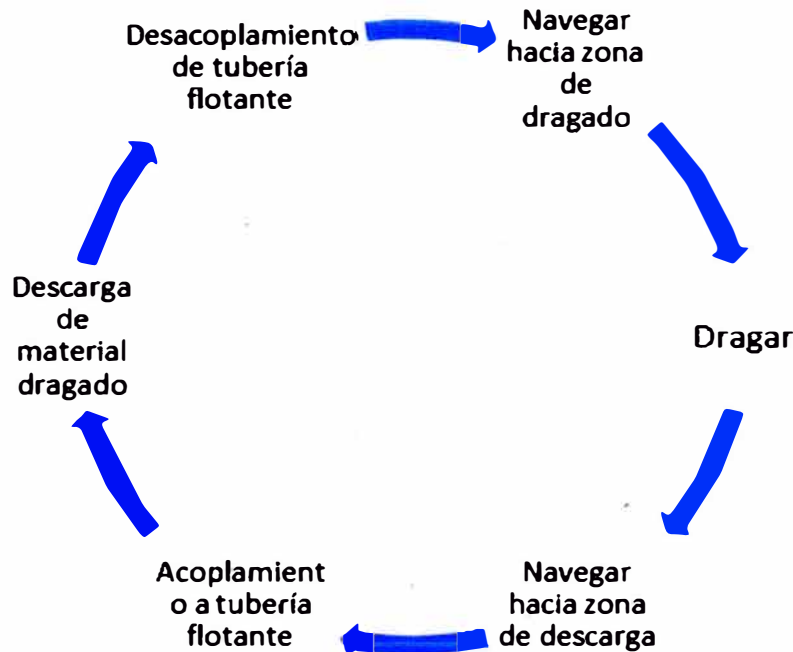 Desacoplamiento
de tubería
flotante
Navegar
hacia zona
de
dragado
Dragar
Navegar
hacia zona
de descarga
Acoplamient
o a tubería
flotante
Descarga
de
material
dragado